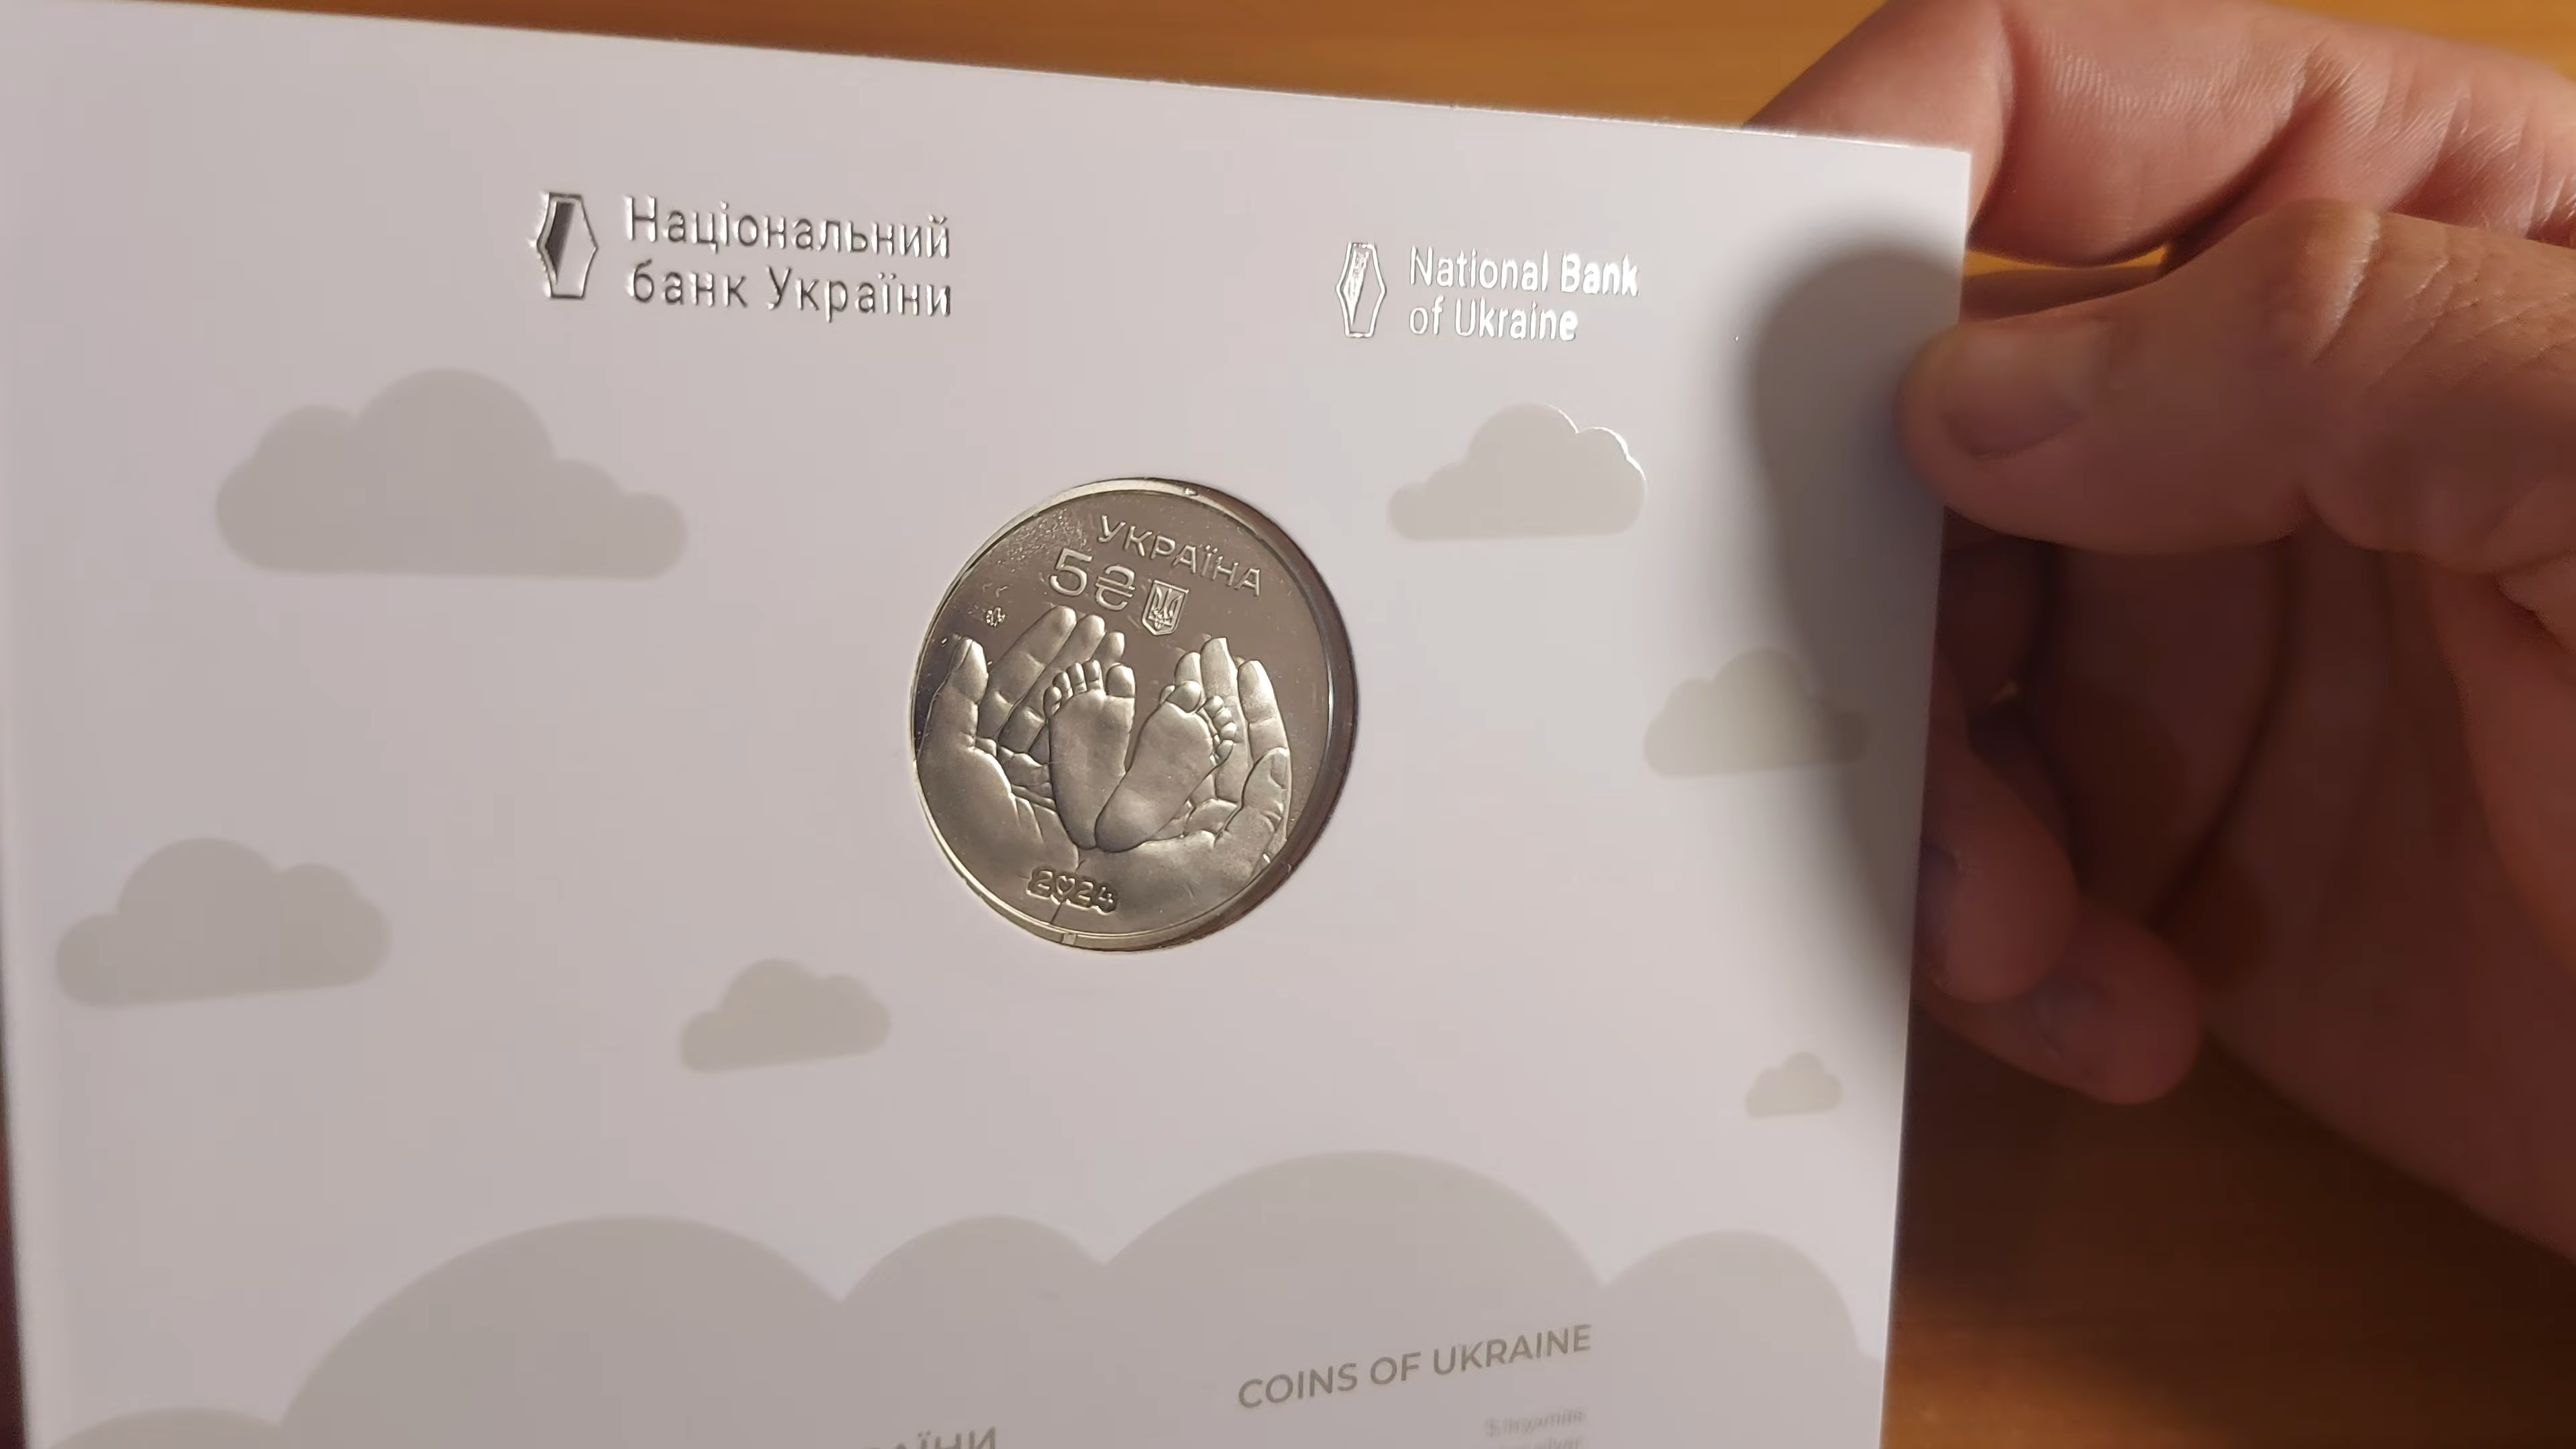 Національний
банк України
National Bank
of Ukraine
УКРАЇНА
5₴
2024
COINS OF UKRAINE